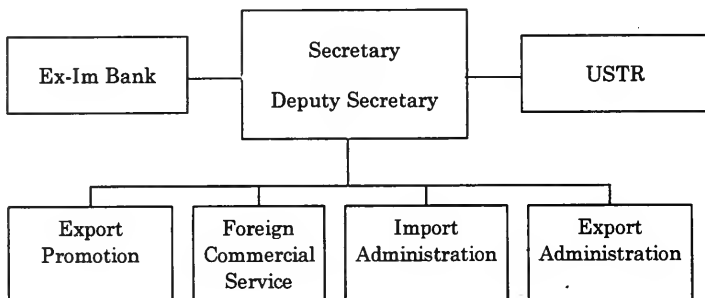 Secretary
Ex-Im Bank
USTR
Deputy Secretary
Export
Promotion
Foreign
Commercial
Service
Import
Administration
Export
Administration